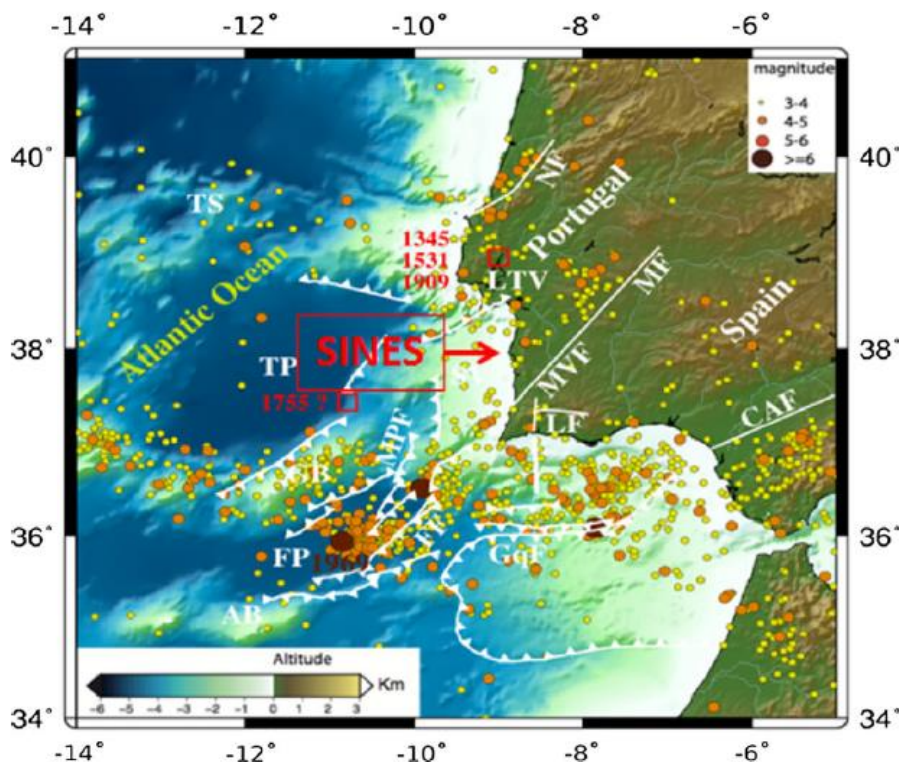 -14° -12° -10° -8° -6°
magnitude
3-4
4-5
5-6
>=6
40°
40°
NF
TS
Portugal
1345
1531
1909
LTV
MF
Atlantic Ocean
Spain
38°
38°
SINES
TP
MVF
1755 ?
LF
CAF
MPF
36°
36°
FP
1969
GqF
AB
Altitude
Km
-6 -5 -4 -3 -2 -1 0 1 2 3
34°
34°
-14° -12° -10° -8° -6°